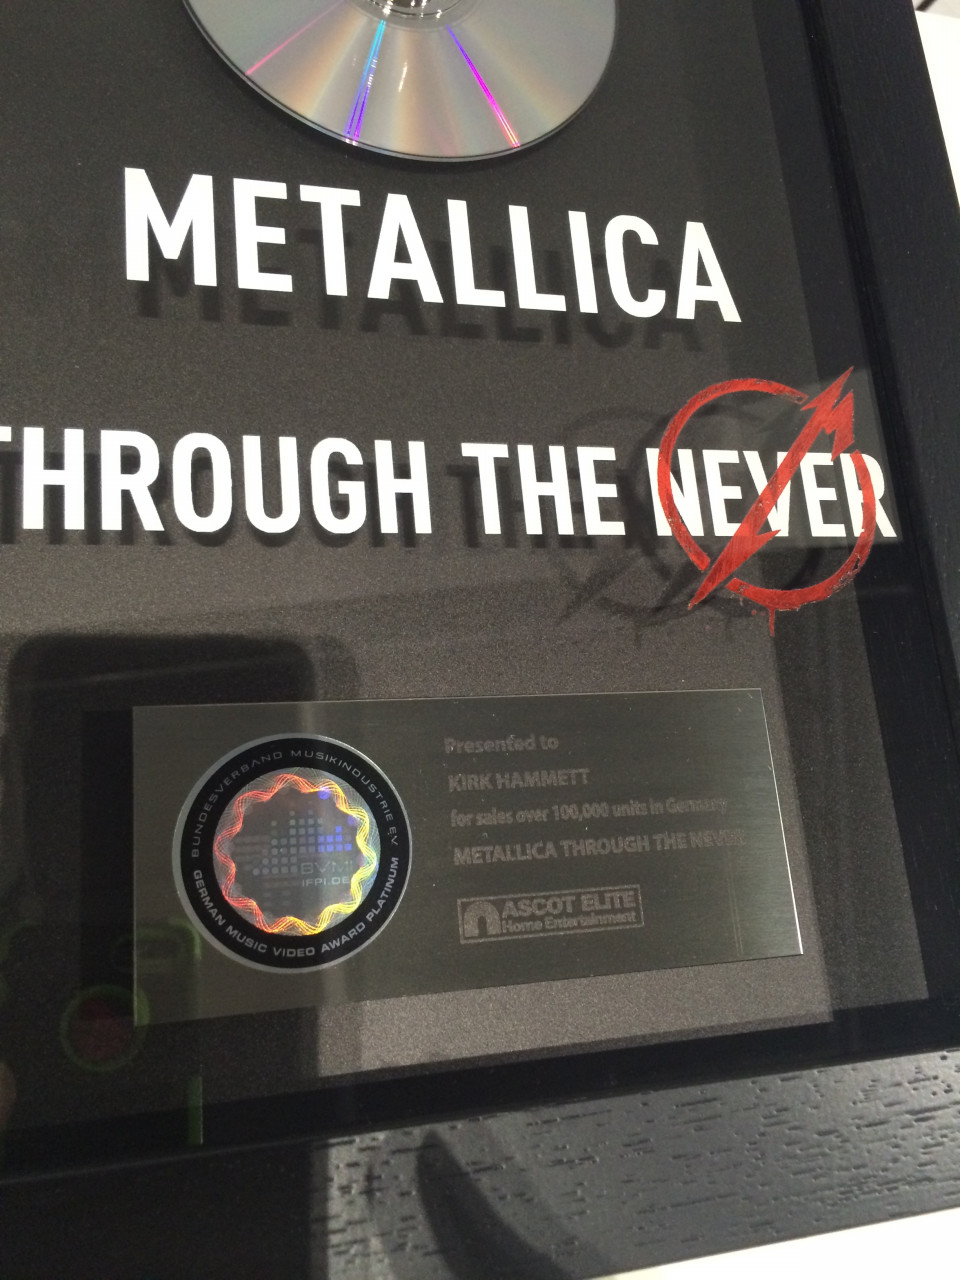 METALLICA
THROUGH THE NEVER
Presented to
KIRK HAMMETT
for sales over 100,000 units in Germany
METALLICA THROUGH THE NEVER
ASCOT ELITE
Home Entertainment
BUNDESVERBAND MUSIKINDUSTRIE E.V.
BVMI
IFPI.DE
GERMAN MUSIC VIDEO AWARD PLATINUM